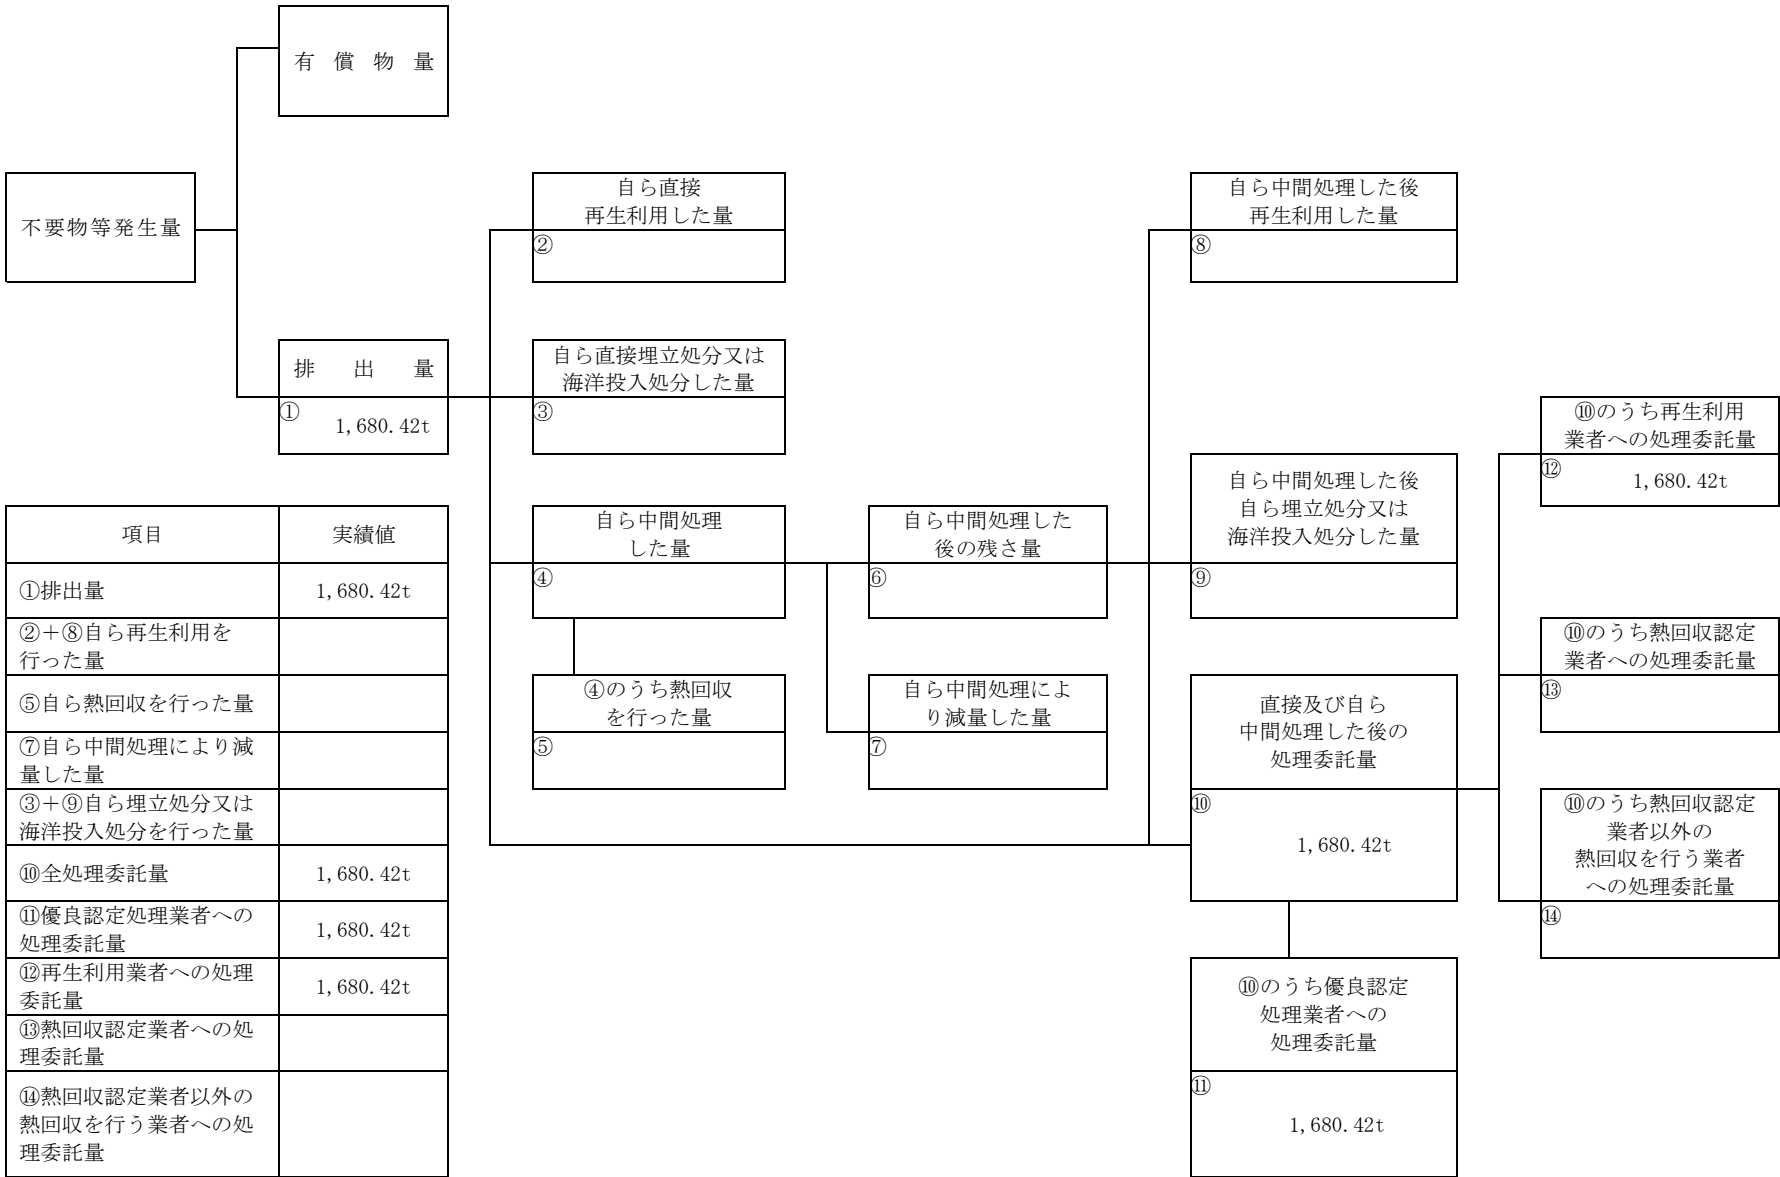 有償物量
不要物等発生量
排出量
① 1,680.42t
自ら直接
再生利用した量
②
自ら直接埋立処分又は
海洋投入処分した量
③
自ら中間処理
した量
④
④のうち熱回収
を行った量
⑤
自ら中間処理した
後の残さ量
⑥
自ら中間処理によ
り減量した量
⑦
自ら中間処理した後
再生利用した量
⑧
自ら中間処理した後
自ら埋立処分又は
海洋投入処分した量
⑨
直接及び自ら
中間処理した後の
処理委託量
⑩
1,680.42t
⑩のうち優良認定
処理業者への
処理委託量
⑪
1,680.42t
⑩のうち再生利用
業者への処理委託量
⑫ 1,680.42t
⑩のうち熱回収認定
業者への処理委託量
⑬
⑩のうち熱回収認定
業者以外の
熱回収を行う業者
への処理委託量
⑭
項目 実績値
①排出量 1,680.42t
②+⑧自ら再生利用を
行った量
⑤自ら熱回収を行った量
⑦自ら中間処理により減
量した量
③+⑨自ら埋立処分又は
海洋投入処分を行った量
⑩全処理委託量 1,680.42t
⑪優良認定処理業者への
処理委託量 1,680.42t
⑫再生利用業者への処理
委託量 1,680.42t
⑬熱回収認定業者への処
理委託量
⑭熱回収認定業者以外の
熱回収を行う業者への処
理委託量